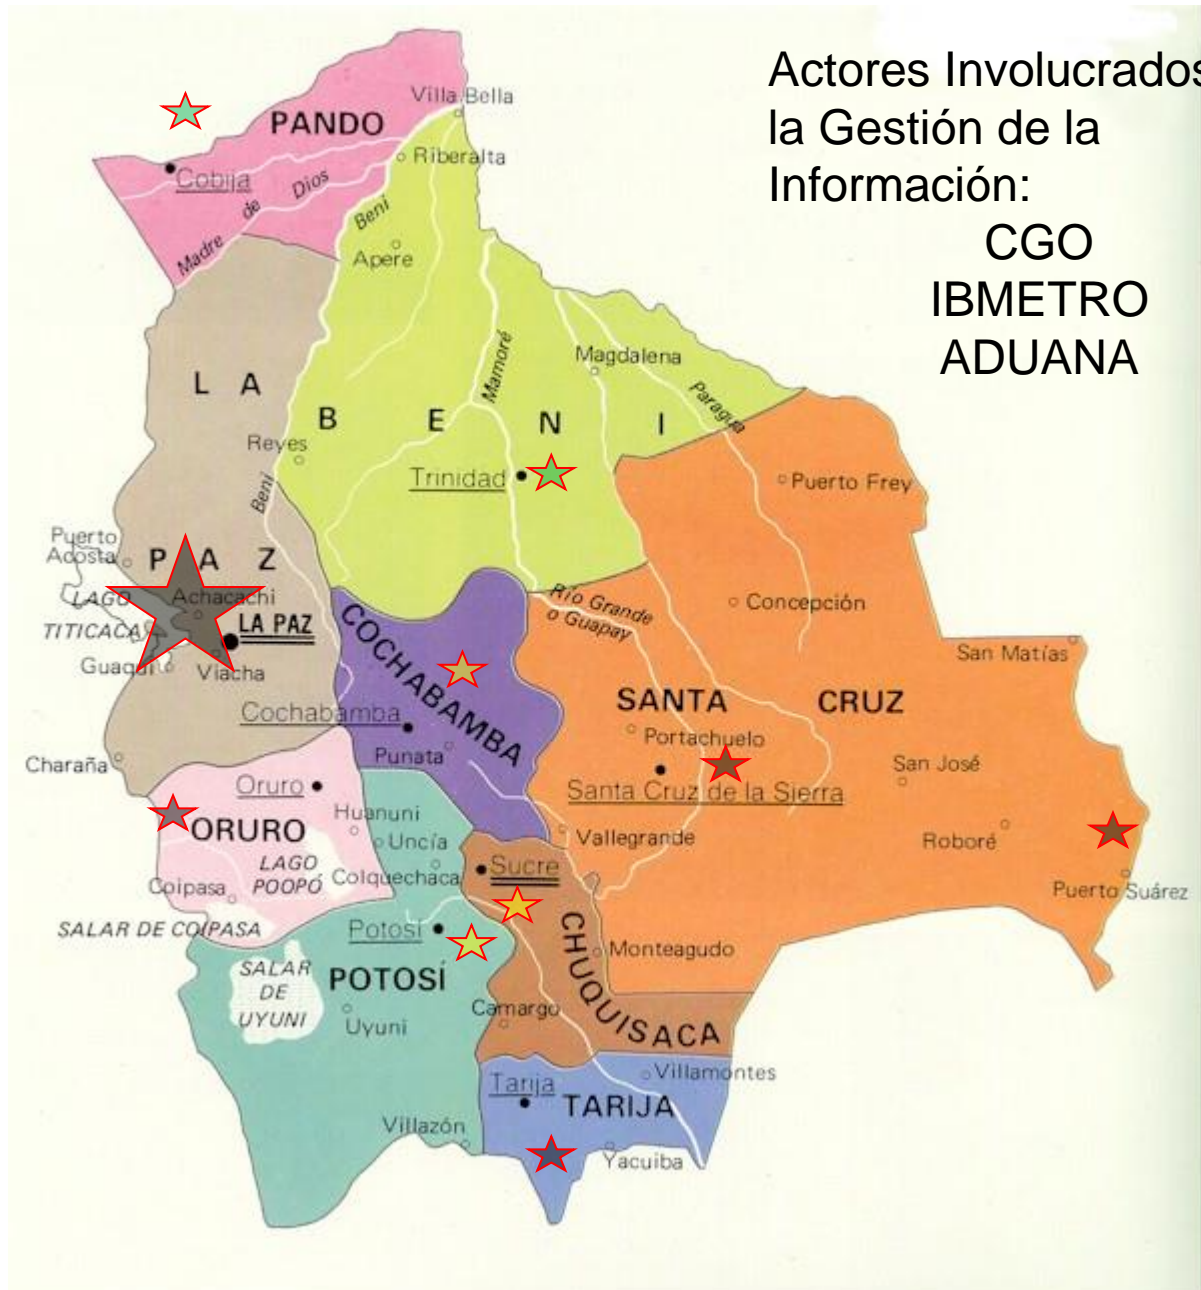 Actores Involucrados
la Gestión de la
Información:
CGO
IBMETRO
ADUANA
Villa Bella
PANDO
Riberalta
Cobija
Madre de Dios
Beni
Apere
Mamoré
Magdalena
Paragua
LA
BENI
Reyes
Trinidad
Puerto Frey
Beni
Puerto
Acosta
PAZ
LAGO
Achacachi
TITICACA
LA PAZ
Guaqui
Viacha
COCHABAMBA
Río Grande
o Guapay
Concepción
San Matías
SANTA CRUZ
Cochabamba
Punata
Portachuelo
Charaña
San José
Oruro
Santa Cruz de la Sierra
Huanuni
ORURO
Uncía
Vallegrande
Roboré
LAGO
POOPÓ
Colquechaca
Sucre
Coipasa
Puerto Suárez
SALAR DE COIPASA
Potosí
CHUQUISACA
Monteagudo
SALAR
DE
UYUNI
POTOSÍ
Uyuni
Camargo
Tarija
Villamontes
TARIJA
Villazón
Yacuiba